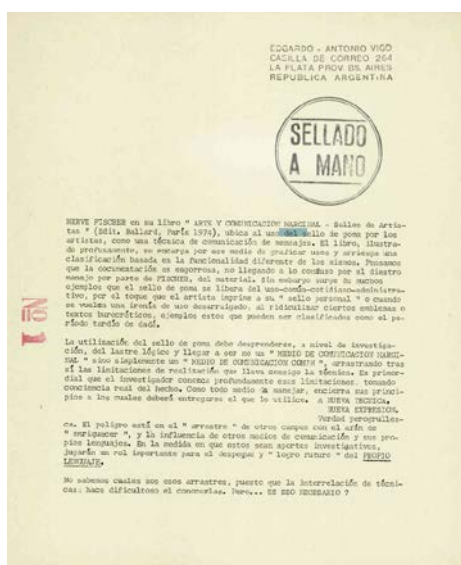 EDGARDO - ANTONIO VIGO
CASILLA DE CORREO 264
LA PLATA PROV. BS. AIRES
REPUBLICA ARGENTINA
SELLADO
A MANO
HERVE FISCHER en su libro " ARTE Y COMUNICACION MARGINAL - Sellos de Artis-
tas " (Edit. Balland, París 1974), ubica al uso del sello de goma por los
artistas, como una técnica de comunicación de mensajes. El libro, ilustra-
do profusamente, se encarga por ese medio de graficar usos y arriesga una
clasificación basada en la funcionalidad diferente de los mismos. Pensamos
que la documentación es engorrosa, no llegando a lo confuso por el diestro
manejo por parte de FISCHER, del material. Sin embargo surge de muchos
ejemplos que el sello de goma se libera del uso-común-cotidiano-administra-
tivo, por el toque que el artista imprime a su " sello personal " o cuando
se vuelca una ironía de uso desarraigado, al ridiculizar ciertos emblemas o
textos burocráticos, ejemplos estos que pueden ser clasificados como el pe-
ríodo tardío de dadá.
Nº 1
La utilización del sello de goma debe desprenderse, a nivel de investiga-
ción, del lastre lógico y llegar a ser no un " MEDIO DE COMUNICACION MARGI-
NAL " sino simplemente un " MEDIO DE COMUNICACION COMUN ", arrastrando tras
sí las limitaciones de realización que lleva consigo la técnica. Es primor-
dial que el investigador conozca profundamente esas limitaciones, tomando
conciencia real del hecho. Como todo medio a manejar, encierra sus princi-
pios a los cuales deberá entregarse el que lo utilice. A NUEVA TECNICA,
NUEVA EXPRESION.
Verdad perogrulles-
ca. El peligro está en el " arrastre " de otros campos con el afán de
" enriquecer ", y la influencia de otros medios de comunicación y sus pro-
pios lenguajes. En la medida en que estos sean aportes investigativos,
jugarán un rol importante para el despegue y " logro futuro " del PROPIO
LENGUAJE.
No sabemos cuales son esos arrastres, puesto que la interrelación de técni-
cas: hace dificultoso el conocerlas. Pero... ES ESO NECESARIO ?